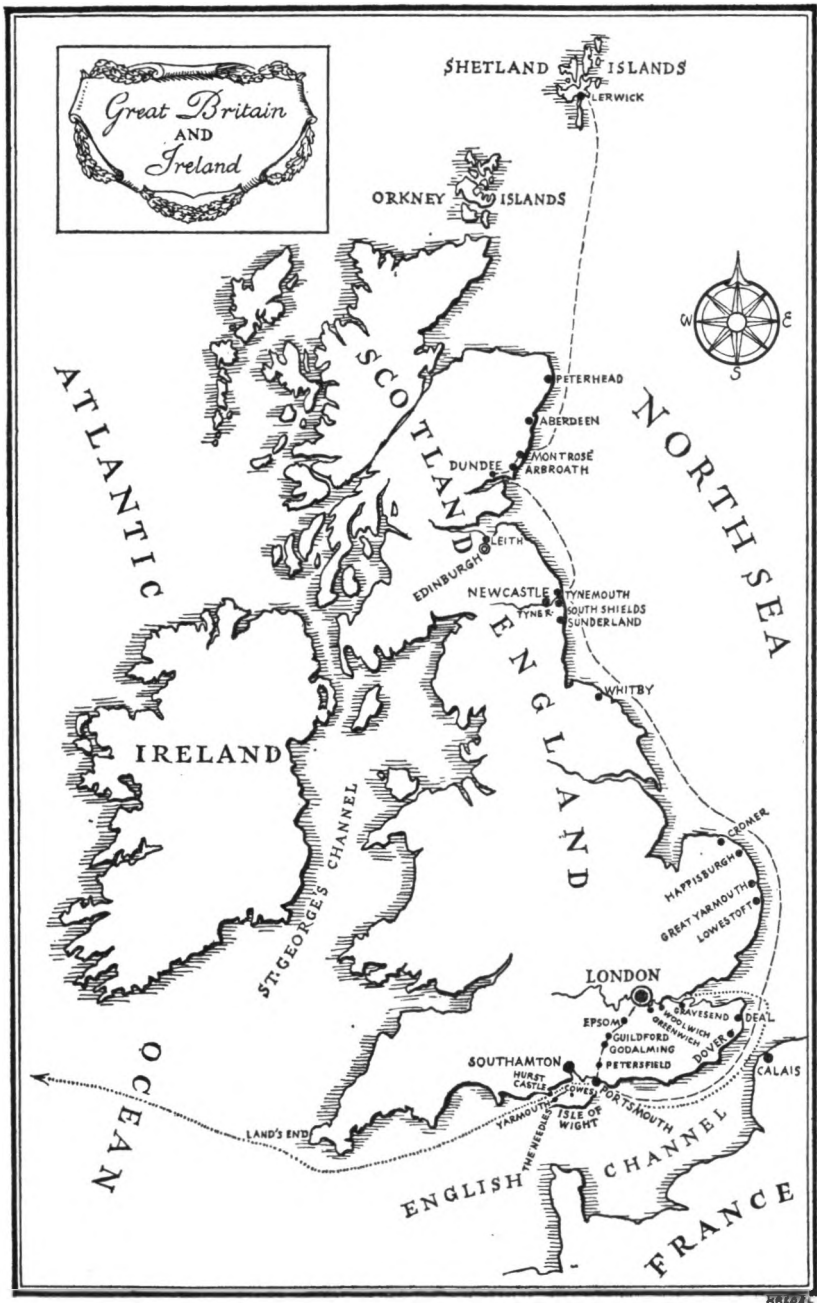 Great Britain
AND
Ireland
SHETLAND ISLANDS
LERWICK
ORKNEY ISLANDS
W E
S
ATLANTIC
OCEAN
NORTH SEA
SCOTLAND
PETERHEAD
ABERDEEN
MONTROSE
DUNDEE
ARBROATH
LEITH
EDINBURGH
NEWCASTLE
TYNEMOUTH
TYNE R.
SOUTH SHIELDS
SUNDERLAND
ENGLAND
WHITBY
IRELAND
ST. GEORGE'S CHANNEL
CROMER
HAPPISBURGH
GREAT YARMOUTH
LOWESTOFT
LONDON
GRAVESEND
WOOLWICH
GREENWICH
DEAL
DOVER
EPSOM
GUILDFORD
GODALMING
PETERSFIELD
SOUTHAMTON
HURST
CASTLE
COWES
PORTSMOUTH
YARMOUTH
THE NEEDLES
ISLE OF
WIGHT
CALAIS
LAND'S END
ENGLISH CHANNEL
FRANCE
KREDEL